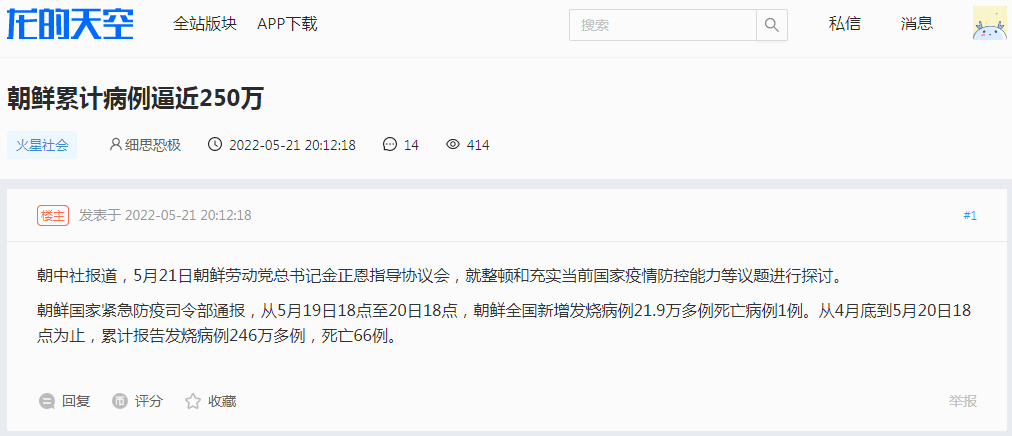 龙的天空 全站版块 APP下载 搜索 私信 消息
朝鲜累计病例逼近250万
火星社会 细思恐极 2022-05-21 20:12:18 14 414
楼主 发表于 2022-05-21 20:12:18 #1
朝中社报道，5月21日朝鲜劳动党总书记金正恩指导协议会，就整顿和充实当前国家疫情防控能力等议题进行探讨。
朝鲜国家紧急防疫司令部通报，从5月19日18点至20日18点，朝鲜全国新增发烧病例21.9万多例死亡病例1例。从4月底到5月20日18
点为止，累计报告发烧病例246万多例，死亡66例。
回复 币 评分 收藏 举报